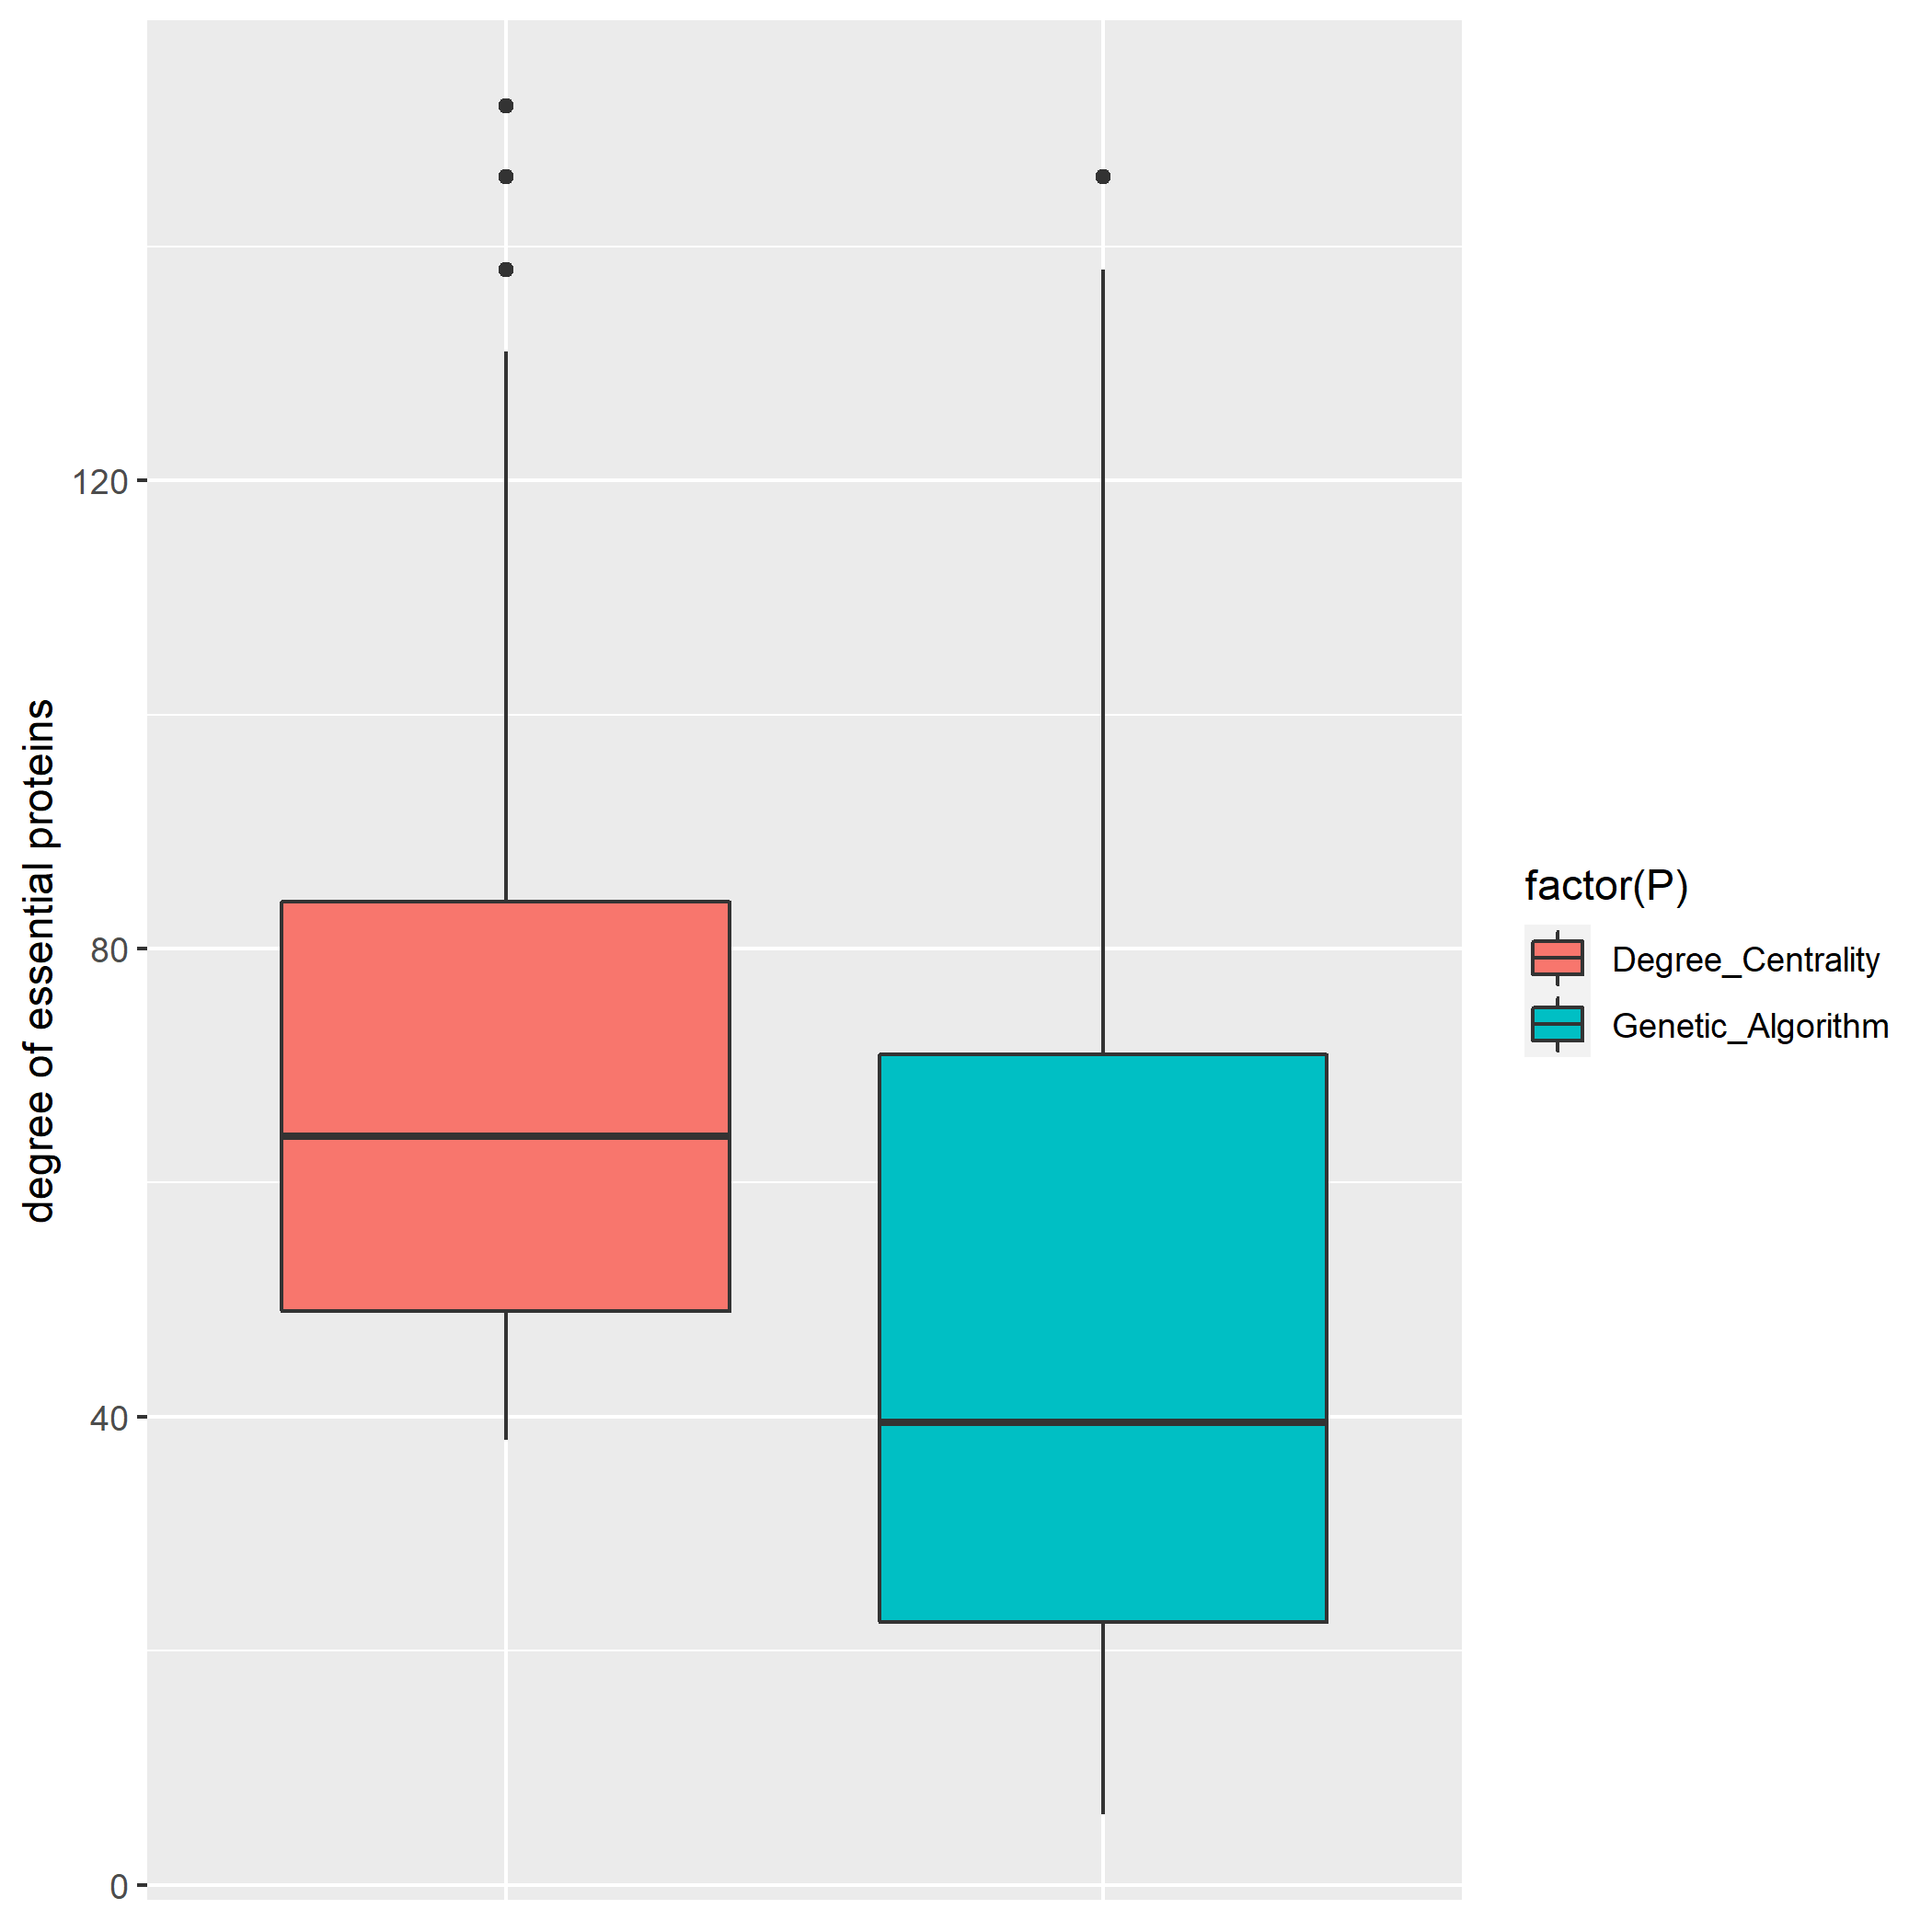 degree of essential proteins
120
80
40
0
factor(P)
Degree_Centrality
Genetic_Algorithm